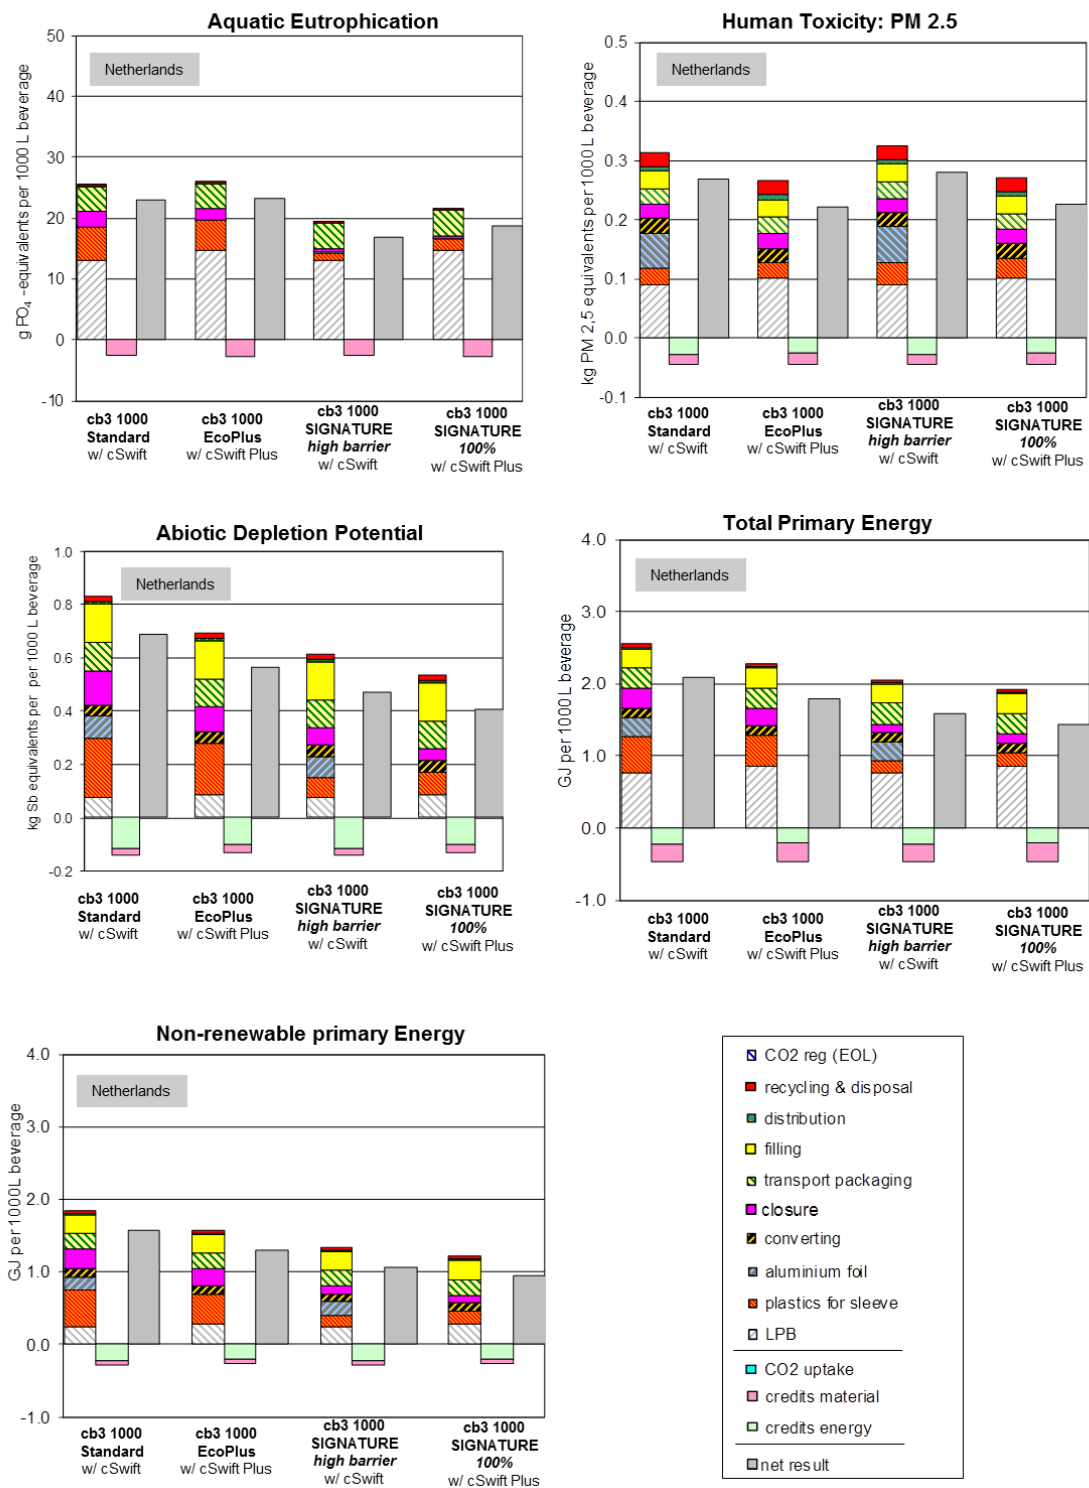 Aquatic Eutrophication
g PO4 -equivalents per 1000 L beverage
50
40
30
20
10
0
-10
Netherlands
cb3 1000
Standard
w/ cSwift
cb3 1000
EcoPlus
w/ cSwift Plus
cb3 1000
SIGNATURE
high barrier
w/ cSwift
cb3 1000
SIGNATURE
100%
w/ cSwift Plus
Human Toxicity: PM 2.5
kg PM 2,5 equivalents per 1000 L beverage
0.5
0.4
0.3
0.2
0.1
0.0
-0.1
Netherlands
cb3 1000
Standard
w/ cSwift
cb3 1000
EcoPlus
w/ cSwift Plus
cb3 1000
SIGNATURE
high barrier
w/ cSwift
cb3 1000
SIGNATURE
100%
w/ cSwift Plus
Abiotic Depletion Potential
kg Sb equivalents per per 1000 L beverage
1.0
0.8
0.6
0.4
0.2
0.0
-0.2
Netherlands
cb3 1000
Standard
w/ cSwift
cb3 1000
EcoPlus
w/ cSwift Plus
cb3 1000
SIGNATURE
high barrier
w/ cSwift
cb3 1000
SIGNATURE
100%
w/ cSwift Plus
Total Primary Energy
GJ per 1000 L beverage
4.0
3.0
2.0
1.0
0.0
-1.0
Netherlands
cb3 1000
Standard
w/ cSwift
cb3 1000
EcoPlus
w/ cSwift Plus
cb3 1000
SIGNATURE
high barrier
w/ cSwift
cb3 1000
SIGNATURE
100%
w/ cSwift Plus
Non-renewable primary Energy
GJ per 1000L beverage
4.0
3.0
2.0
1.0
0.0
-1.0
Netherlands
cb3 1000
Standard
w/ cSwift
cb3 1000
EcoPlus
w/ cSwift Plus
cb3 1000
SIGNATURE
high barrier
w/ cSwift
cb3 1000
SIGNATURE
100%
w/ cSwift Plus
CO2 reg (EOL)
recycling & disposal
distribution
filling
transport packaging
closure
converting
aluminium foil
plastics for sleeve
LPB
CO2 uptake
credits material
credits energy
net result